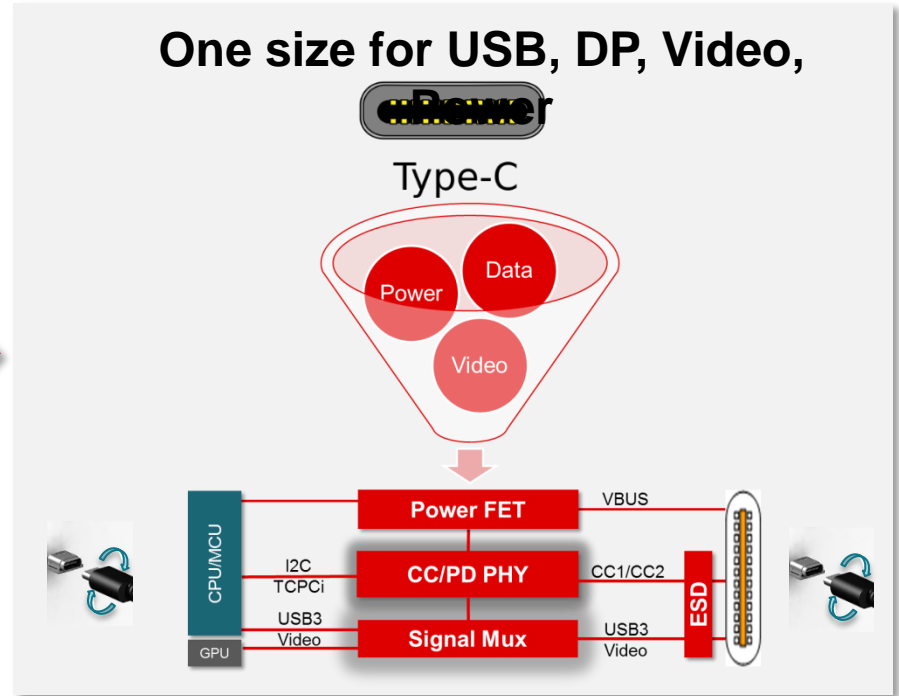 One size for USB, DP, Video,
Power
Type-C
Power
Data
Video
CPU/MCU
GPU
I2C
TCPCi
USB3
Video
Power FET
CC/PD PHY
Signal Mux
VBUS
CC1/CC2
USB3
Video
ESD